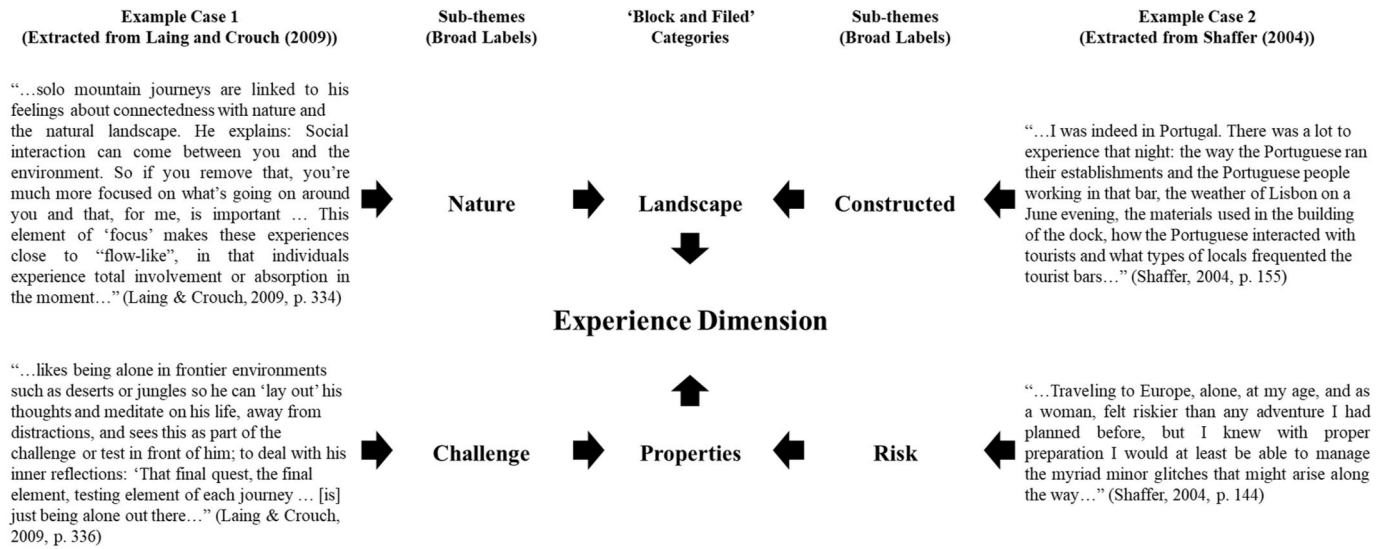 Example Case 1
(Extracted from Laing and Crouch (2009))
Sub-themes
(Broad Labels)
‘Block and Filed’
Categories
Sub-themes
(Broad Labels)
Example Case 2
(Extracted from Shaffer (2004))
“…solo mountain journeys are linked to his
feelings about connectedness with nature and
the natural landscape. He explains: Social
interaction can come between you and the
environment. So if you remove that, you’re
much more focused on what’s going on around
you and that, for me, is important … This
element of ‘focus’ makes these experiences
close to “flow-like”, in that individuals
experience total involvement or absorption in
the moment…” (Laing & Crouch, 2009, p. 334)
Nature
Landscape
Constructed
“…I was indeed in Portugal. There was a lot to
experience that night: the way the Portuguese ran
their establishments and the Portuguese people
working in that bar, the weather of Lisbon on a
June evening, the materials used in the building
of the dock, how the Portuguese interacted with
tourists and what types of locals frequented the
tourist bars…” (Shaffer, 2004, p. 155)
Experience Dimension
“…likes being alone in frontier environments
such as deserts or jungles so he can ‘lay out’ his
thoughts and meditate on his life, away from
distractions, and sees this as part of the
challenge or test in front of him; to deal with his
inner reflections: ‘That final quest, the final
element, testing element of each journey … [is]
just being alone out there…” (Laing & Crouch,
2009, p. 336)
Challenge
Properties
Risk
“…Traveling to Europe, alone, at my age, and as
a woman, felt riskier than any adventure I had
planned before, but I knew with proper
preparation I would at least be able to manage
the myriad minor glitches that might arise along
the way…” (Shaffer, 2004, p. 144)